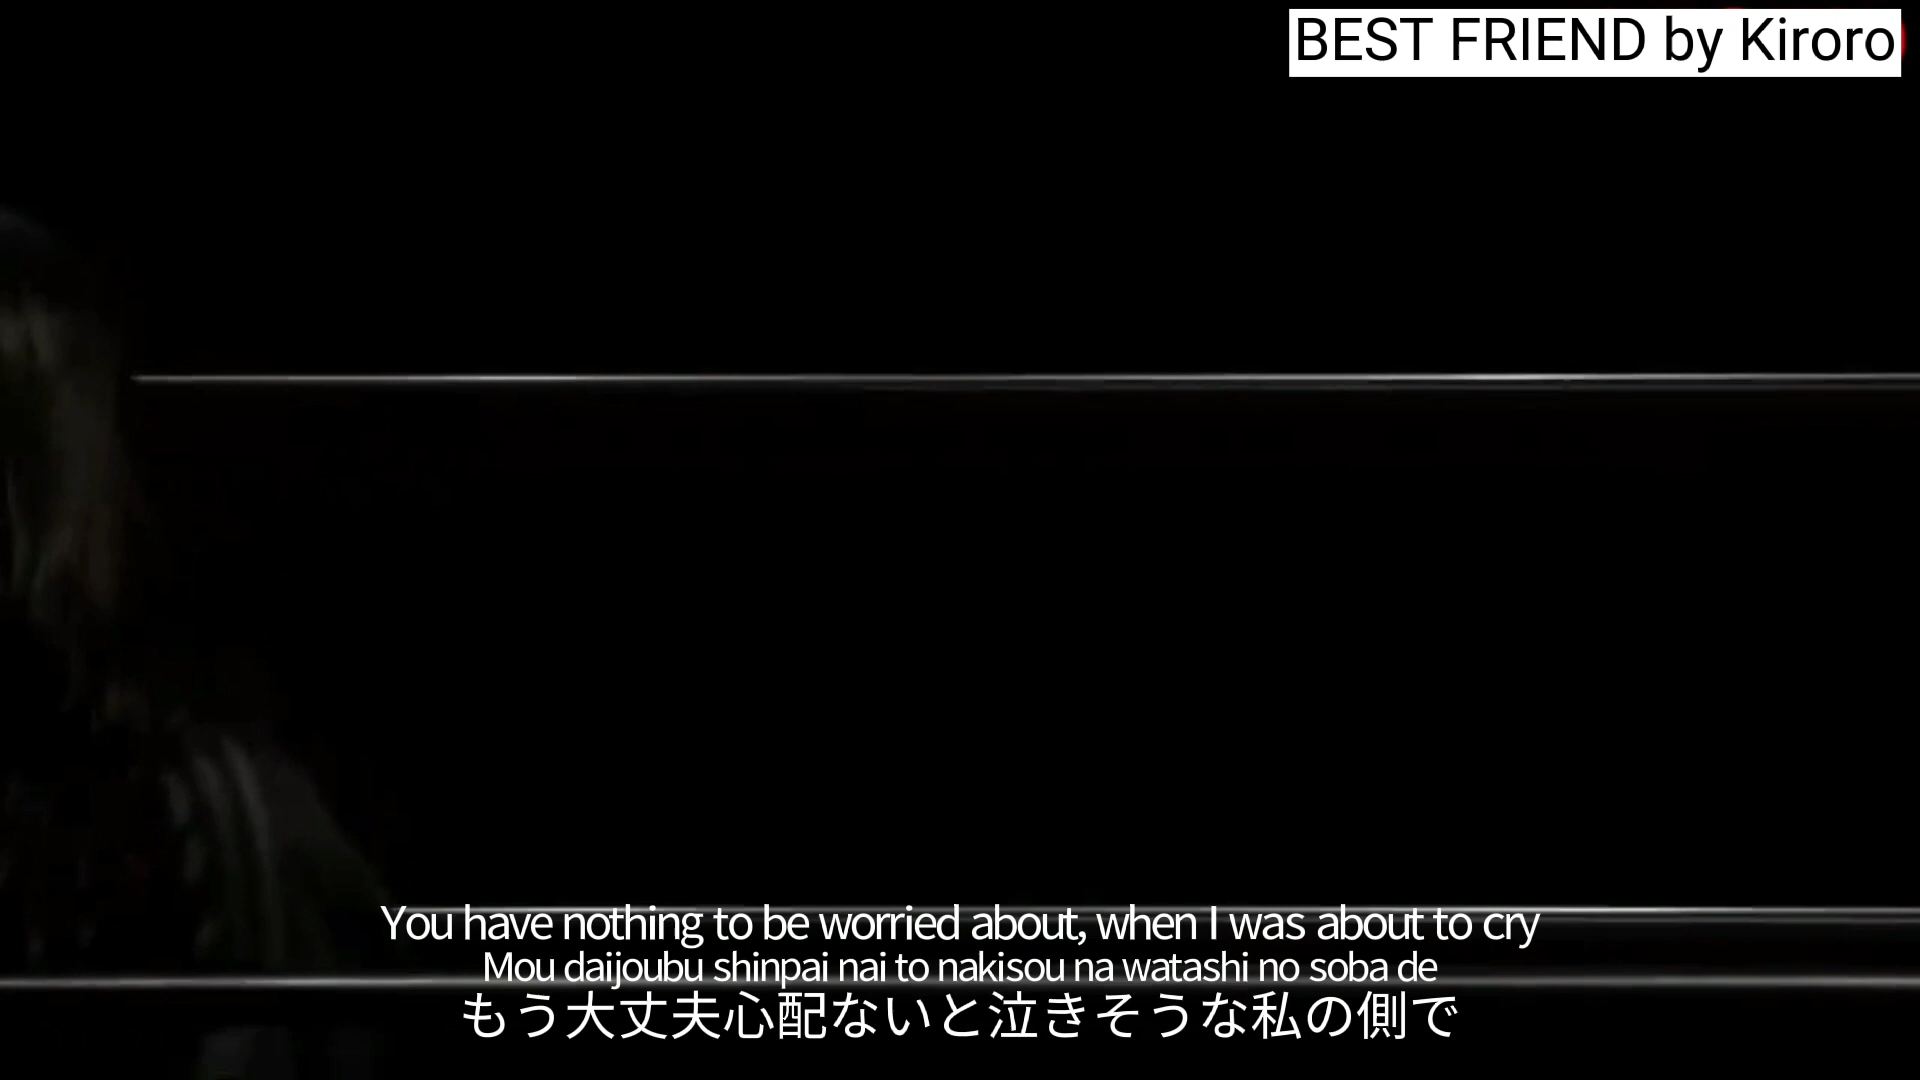 BEST FRIEND by Kiroro
You have nothing to be worried about, when I was about to cry
Mou daijoubu shinpai nai to nakisou na watashi no soba de
もう大丈夫心配ないと泣きそうな私の側で